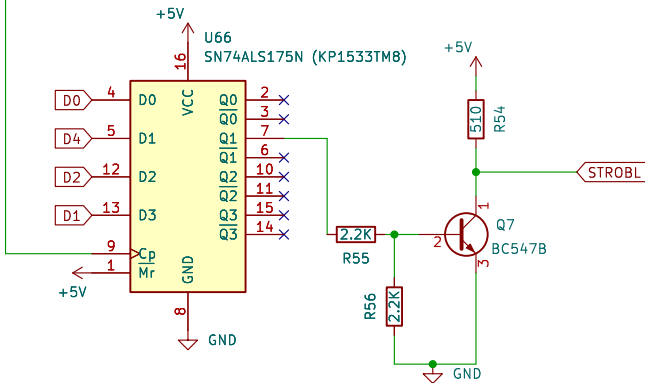 +5V
U66
SN74ALS175N (KP1533TM8)
16
VCC
D0 4 D0
Q0 2
Q0 3
D4 5 D1
Q1 7
Q1 6
D2 12 D2
Q2 10
Q2 11
D1 13 D3
Q3 15
Q3 14
9 Cp
1 Mr
+5V
GND
8
GND
+5V
510
R54
STROBL
1
Q7
2
BC547B
3
2.2K
R55
R56
2.2K
GND